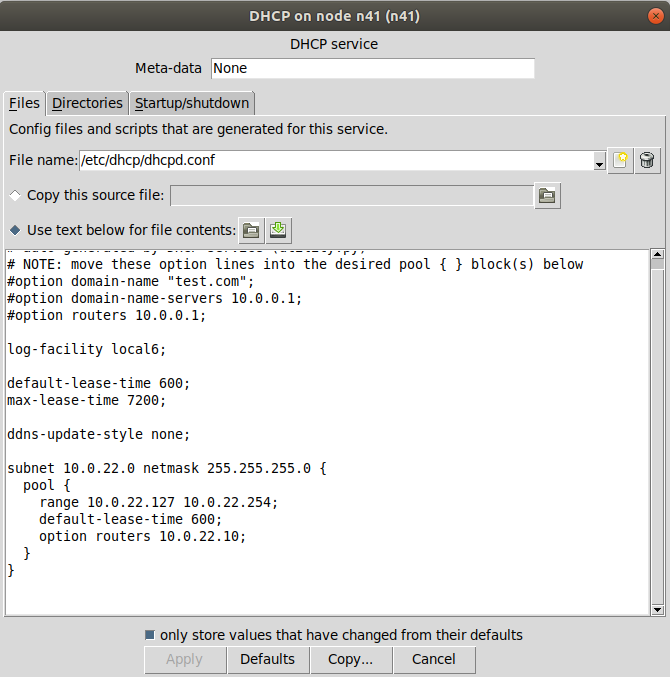 DHCP on node n41 (n41)
DHCP service
Meta-data None
Files Directories Startup/shutdown
Config files and scripts that are generated for this service.
File name: /etc/dhcp/dhcpd.conf
Copy this source file:
Use text below for file contents:
# NOTE: move these option lines into the desired pool { } block(s) below
#option domain-name "test.com";
#option domain-name-servers 10.0.0.1;
#option routers 10.0.0.1;
log-facility local6;
default-lease-time 600;
max-lease-time 7200;
ddns-update-style none;
subnet 10.0.22.0 netmask 255.255.255.0 {
  pool {
    range 10.0.22.127 10.0.22.254;
    default-lease-time 600;
    option routers 10.0.22.10;
  }
}
only store values that have changed from their defaults
Apply Defaults Copy... Cancel